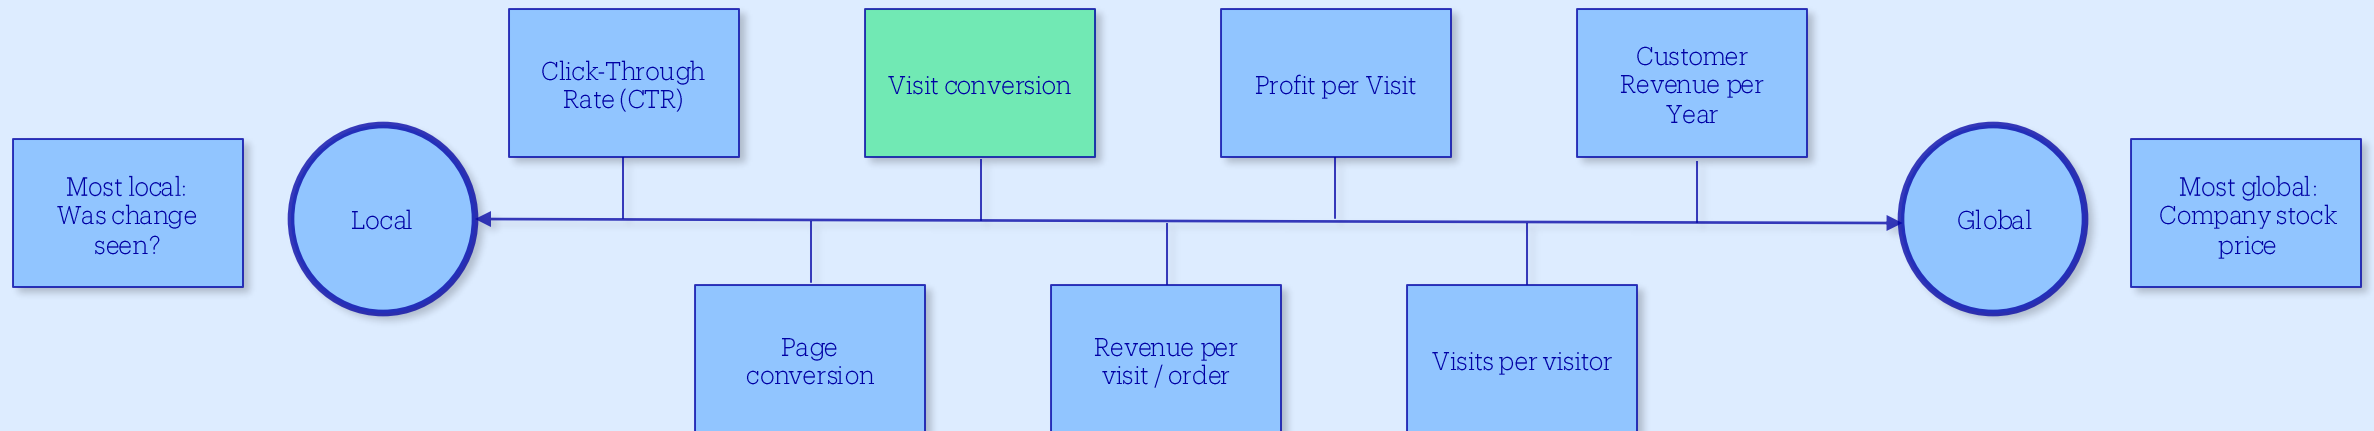 Most local:
Was change
seen?
Local
Click-Through
Rate (CTR)
Page
conversion
Visit conversion
Revenue per
visit / order
Profit per Visit
Visits per visitor
Customer
Revenue per
Year
Global
Most global:
Company stock
price